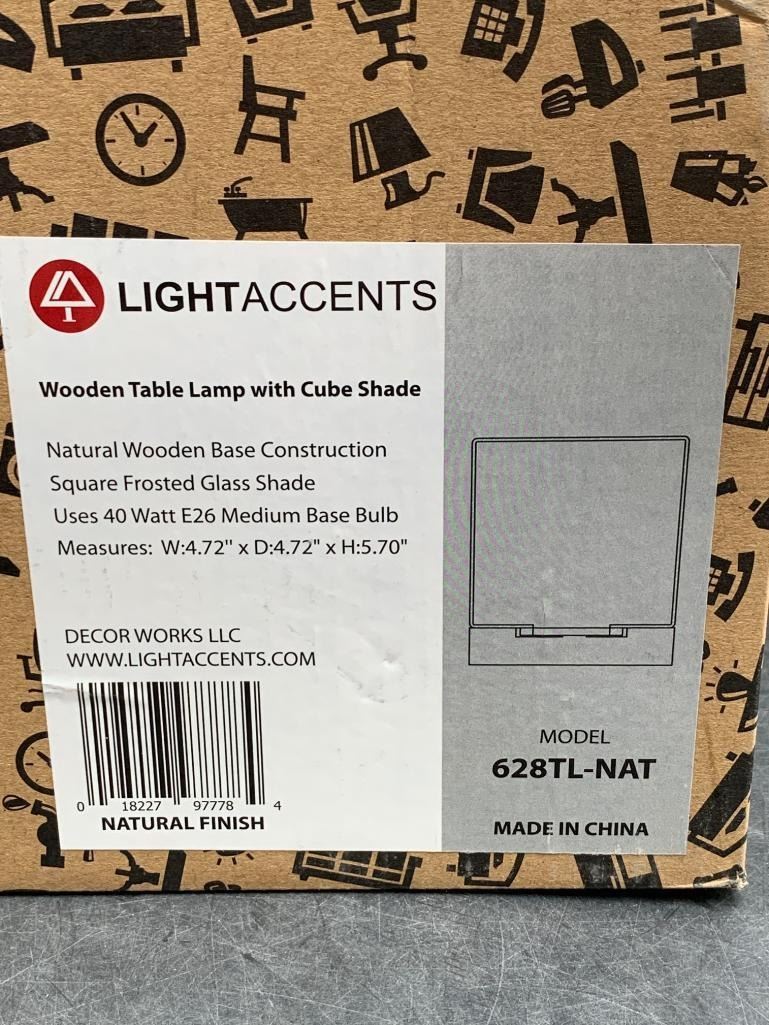 LIGHTACCENTS
Wooden Table Lamp with Cube Shade
Natural Wooden Base Construction
Square Frosted Glass Shade
Uses 40 Watt E26 Medium Base Bulb
Measures: W:4.72" x D:4.72" x H:5.70"
DECOR WORKS LLC
WWW.LIGHTACCENTS.COM
0 18227 97778 4
NATURAL FINISH
MODEL
628TL-NAT
MADE IN CHINA